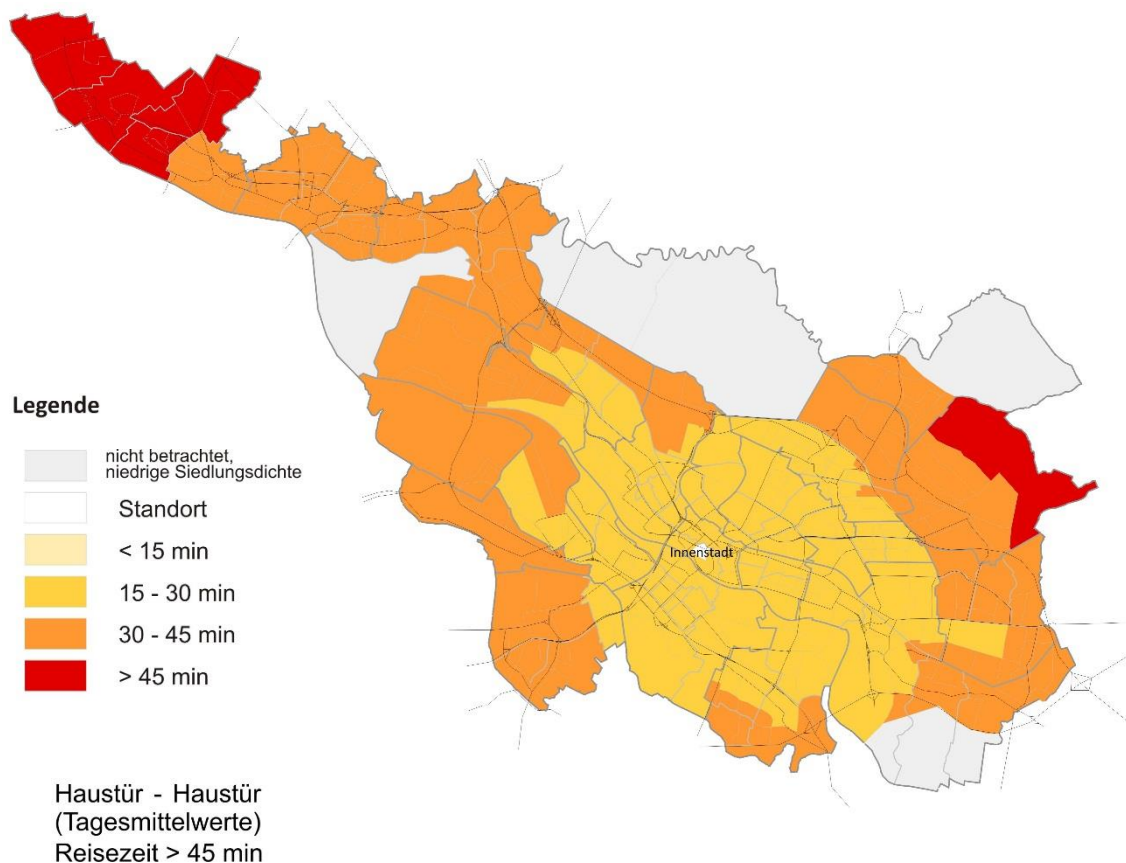 Legende
nicht betrachtet,
niedrige Siedlungsdichte
Standort
< 15 min
15 - 30 min
30 - 45 min
> 45 min
Innenstadt
Haustür - Haustür
(Tagesmittelwerte)
Reisezeit > 45 min